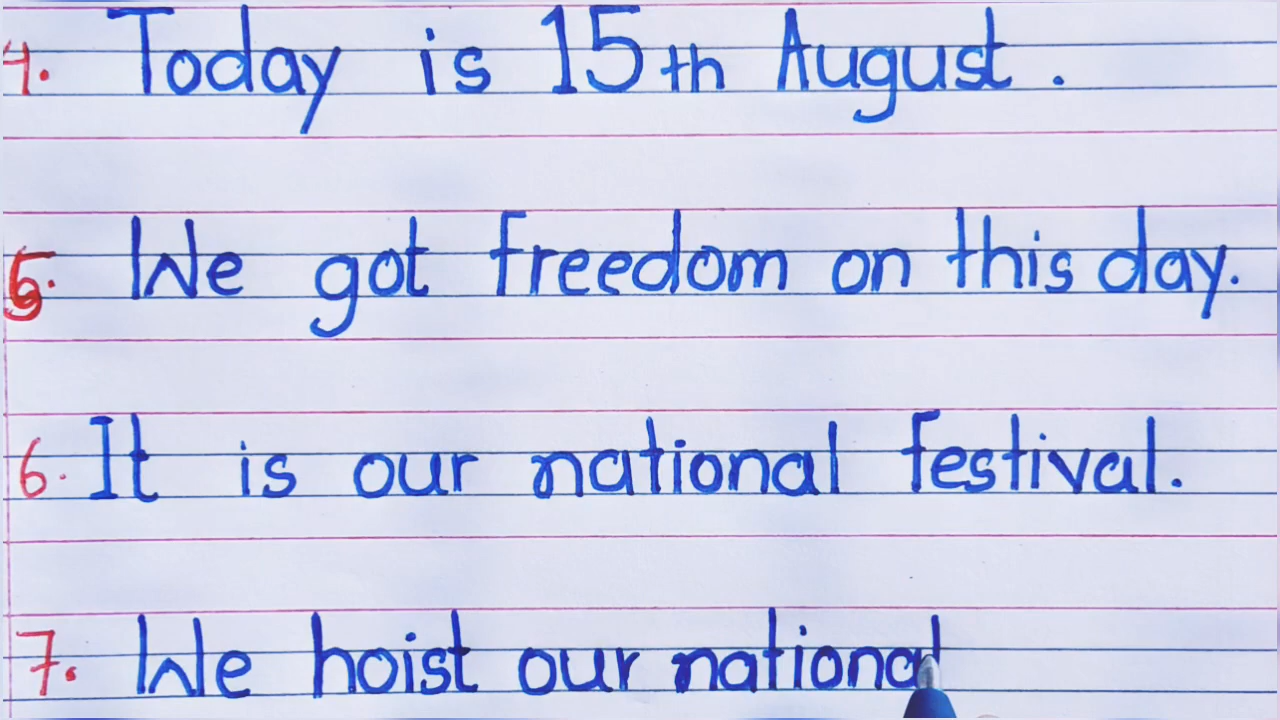 4. Today is 15th August.
5. We got freedom on this day.
6. It is our national festival.
7. We hoist our national